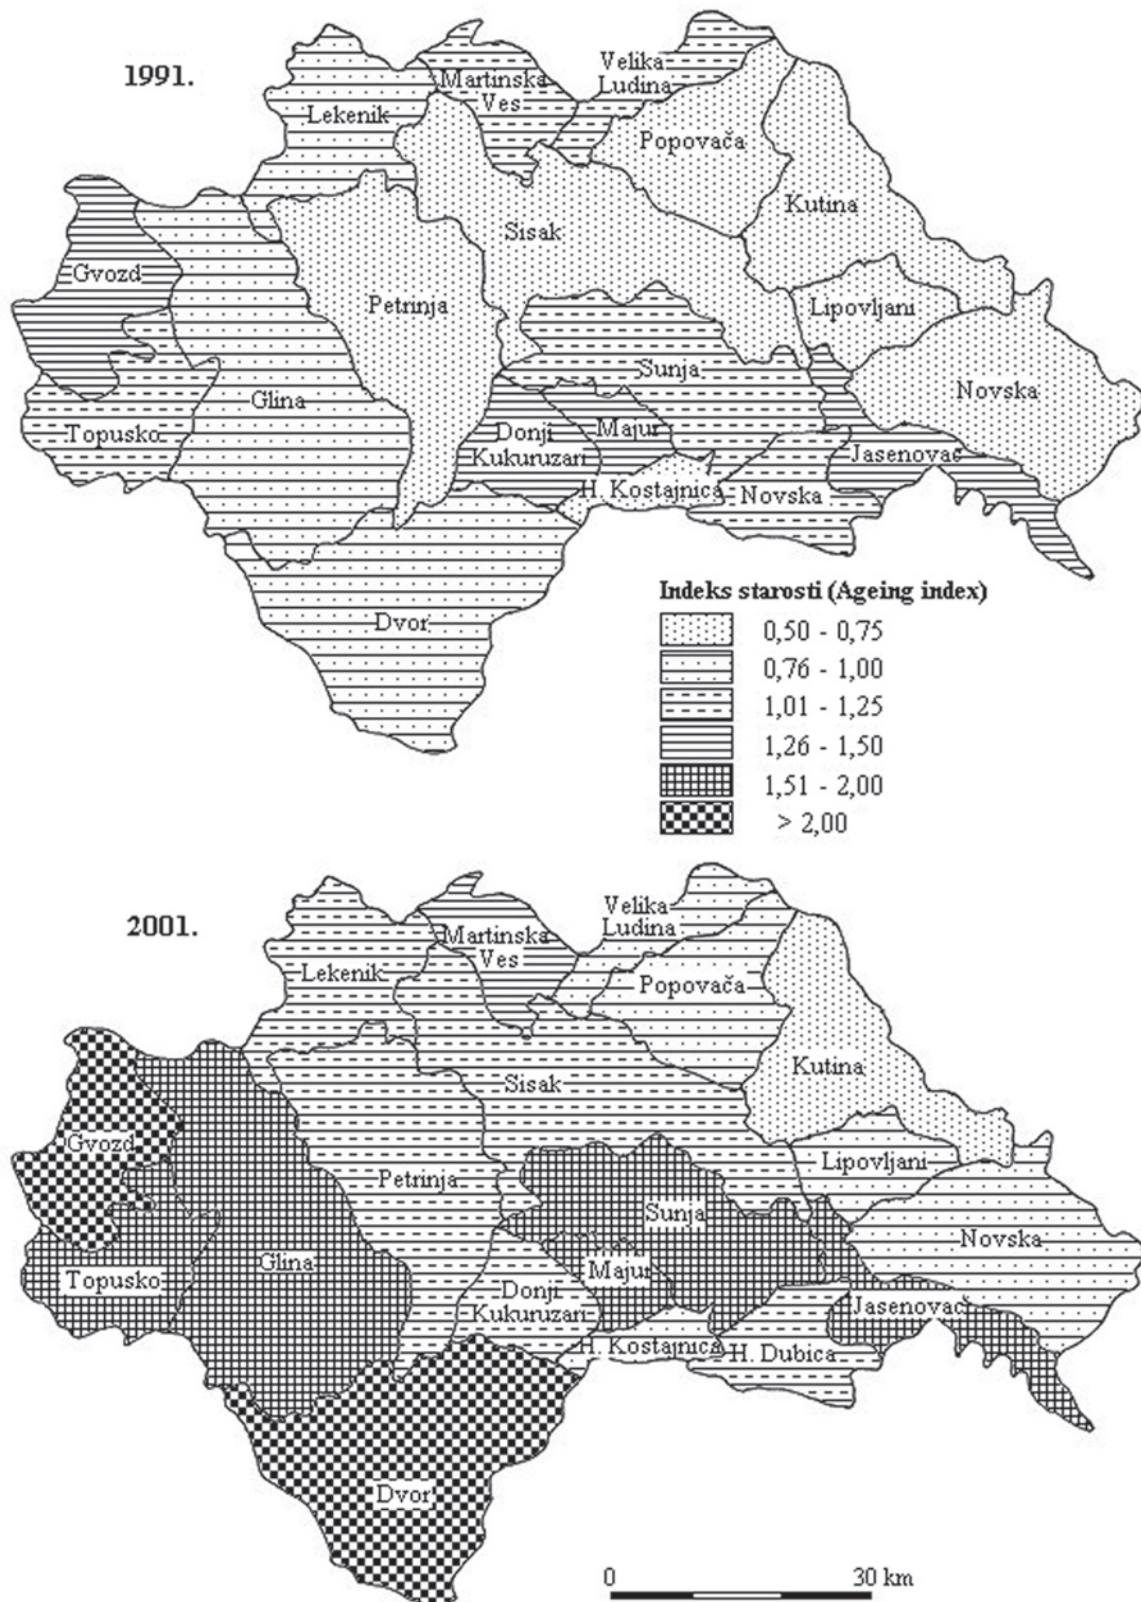 1991.
Velika
Ludina
Martinska
Ves
Lekenik
Popovača
Kutina
Sisak
Gvozd
Petrinja
Lipovljani
Sunja
Novska
Glina
Topusko
Donji
Kukuruzari
Majur
Jasenovac
H. Kostajnica
Novska
Dvor
Indeks starosti (Ageing index)
0,50 - 0,75
0,76 - 1,00
1,01 - 1,25
1,26 - 1,50
1,51 - 2,00
> 2,00
2001.
Velika
Ludina
Martinska
Ves
Lekenik
Popovača
Kutina
Sisak
Gvozd
Lipovljani
Petrinja
Sunja
Novska
Glina
Topusko
Majur
Donji
Kukuruzari
Jasenovac
H. Kostajnica
H. Dubica
Dvor
0 30 km